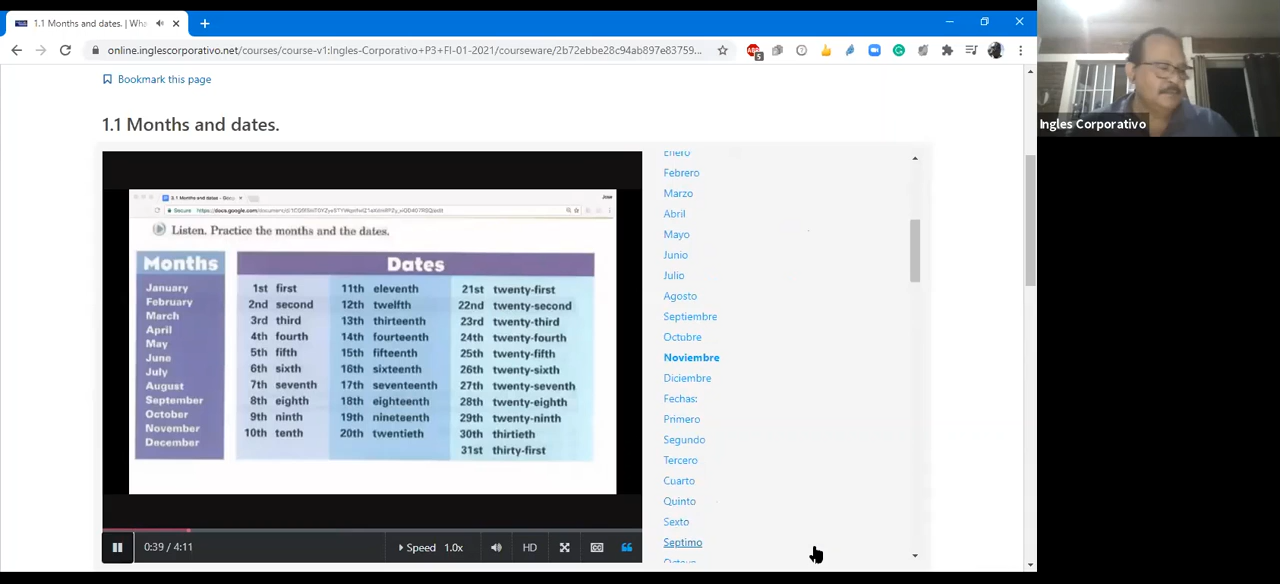 1.1 Months and dates. | Wha
online.inglescorporativo.net/courses/course-v1:Ingles-Corporativo+P3+FI-01-2021/courseware/2b72ebbe28c94ab897e83759...
Bookmark this page
1.1 Months and dates.
Ingles Corporativo
Listen. Practice the months and the dates.
Months
January
February
March
April
May
June
July
August
September
October
November
December
Dates
1st first
2nd second
3rd third
4th fourth
5th fifth
6th sixth
7th seventh
8th eighth
9th ninth
10th tenth
11th eleventh
12th twelfth
13th thirteenth
14th fourteenth
15th fifteenth
16th sixteenth
17th seventeenth
18th eighteenth
19th nineteenth
20th twentieth
21st twenty-first
22nd twenty-second
23rd twenty-third
24th twenty-fourth
25th twenty-fifth
26th twenty-sixth
27th twenty-seventh
28th twenty-eighth
29th twenty-ninth
30th thirtieth
31st thirty-first
0:39 / 4:11
Speed 1.0x
HD
Enero
Febrero
Marzo
Abril
Mayo
Junio
Julio
Agosto
Septiembre
Octubre
Noviembre
Diciembre
Fechas:
Primero
Segundo
Tercero
Cuarto
Quinto
Sexto
Septimo